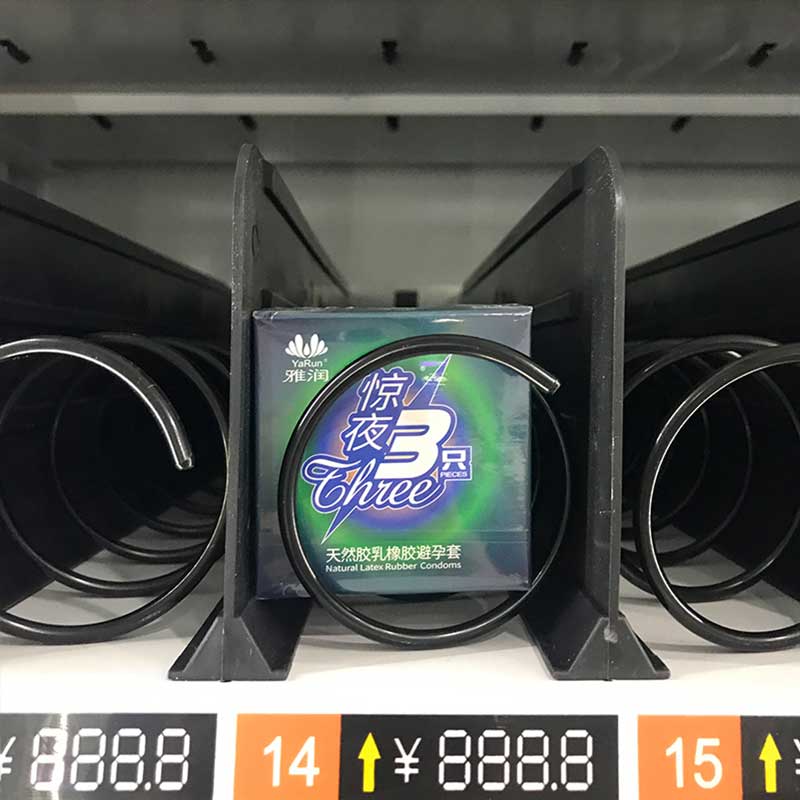 YaRun®
雅润
惊夜3只
PIECES
Three
天然胶乳橡胶避孕套
Natural Latex Rubber Condoms
¥ 888.8
14 ↑ ¥ 888.8
15 ↑ ¥